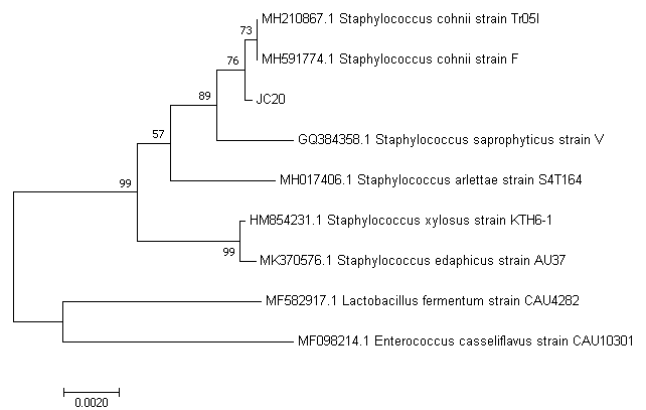 MH210867.1 Staphylococcus cohnii strain Tr05I
73
MH591774.1 Staphylococcus cohnii strain F
76
JC20
89
GQ384358.1 Staphylococcus saprophyticus strain V
57
MH017406.1 Staphylococcus arlettae strain S4T164
99
HM854231.1 Staphylococcus xylosus strain KTH6-1
99
MK370576.1 Staphylococcus edaphicus strain AU37
MF582917.1 Lactobacillus fermentum strain CAU4282
MF098214.1 Enterococcus casseliflavus strain CAU10301
0.0020